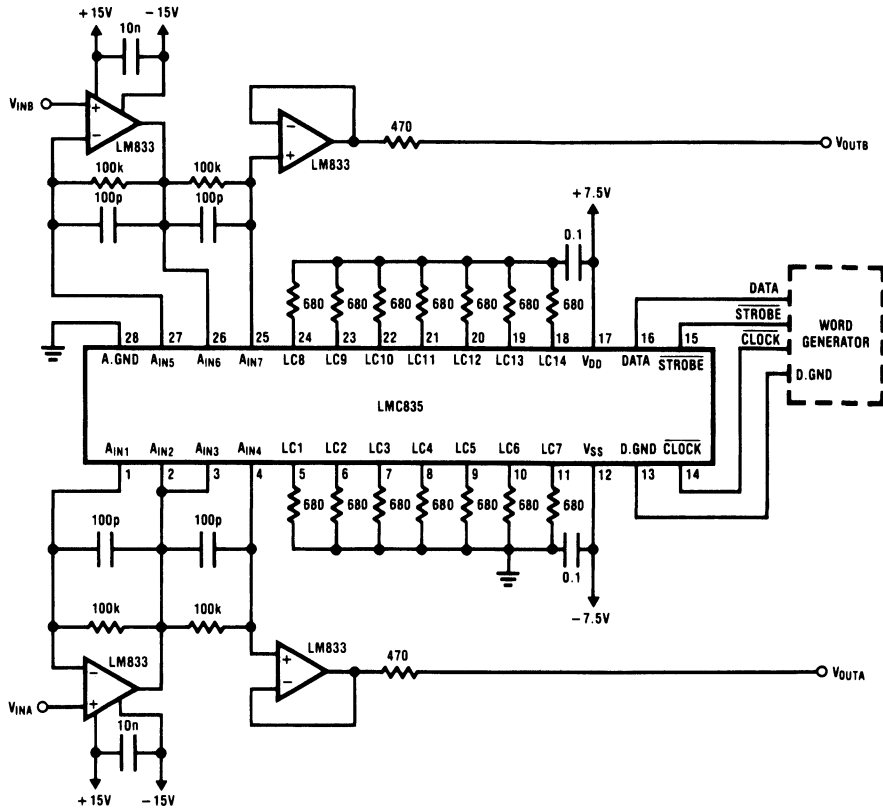 +15V -15V
10n
VINB
+
-
LM833
-
+
LM833
470
VOUTB
100k 100k
100p 100p
+7.5V
0.1
680 680 680 680 680 680 680
DATA
STROBE
CLOCK
D.GND
WORD
GENERATOR
28 27 26 25 24 23 22 21 20 19 18 17 16 15
A.GND AIN5 AIN6 AIN7 LC8 LC9 LC10 LC11 LC12 LC13 LC14 VDD DATA STROBE
LMC835
AIN1 AIN2 AIN3 AIN4 LC1 LC2 LC3 LC4 LC5 LC6 LC7 VSS D.GND CLOCK
1 2 3 4 5 6 7 8 9 10 11 12 13 14
680 680 680 680 680 680 680
100p 100p
0.1
-7.5V
100k 100k
LM833
-
+
LM833
+
-
470
VOUTA
VINA
10n
+15V -15V